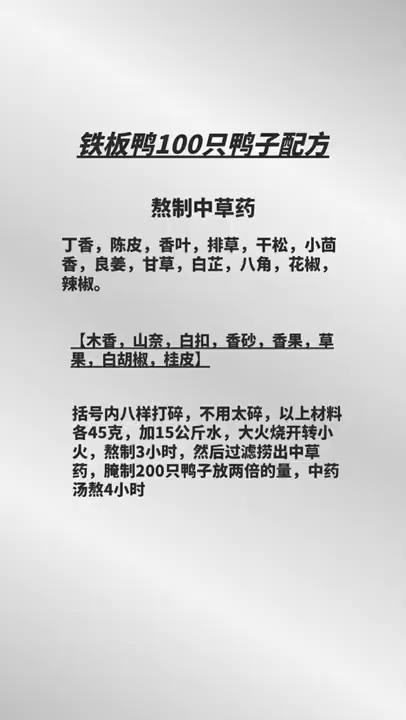 铁板鸭100只鸭子配方
熬制中草药
丁香，陈皮，香叶，排草，干松，小茴
香，良姜，甘草，白芷，八角，花椒，
辣椒。
【木香，山奈，白扣，香砂，香果，草
果，白胡椒，桂皮】
括号内八样打碎，不用太碎，以上材料
各45克，加15公斤水，大火烧开转小
火，熬制3小时，然后过滤捞出中草
药，腌制200只鸭子放两倍的量，中药
汤熬4小时